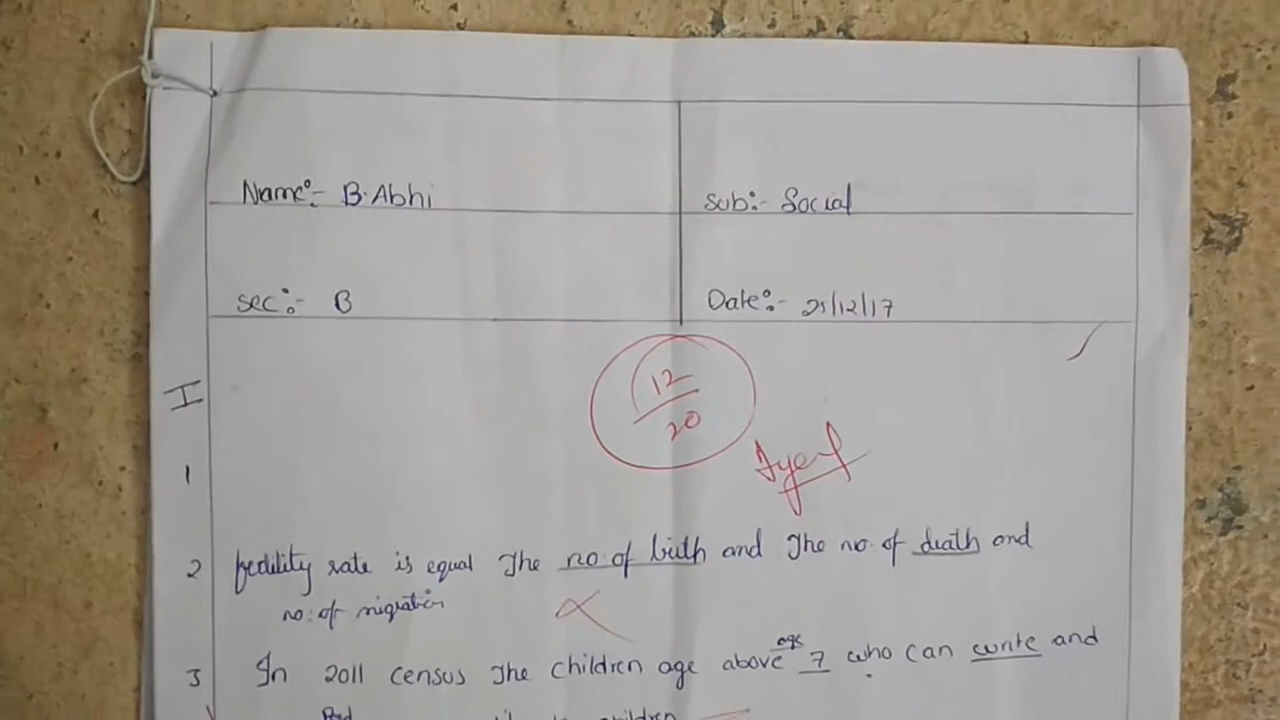 Name:- B.Abhi
Sub:- Social
Sec:- B
Date:- 21/12/17
12/20
I
1
2 fedility rate is equal The no. of birth and The no. of death and
no. of migration
3 In 2011 census The children age above age 7 who can write and
children